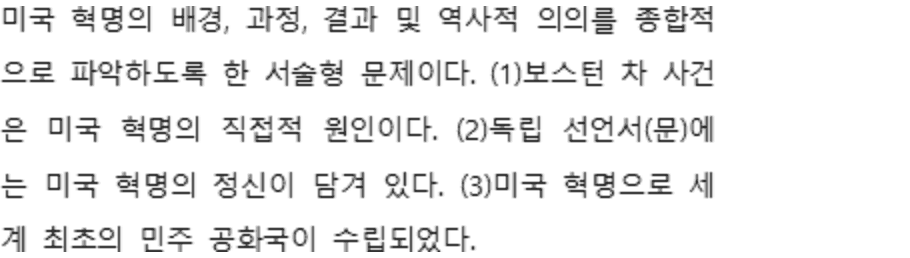 미국 혁명의 배경, 과정, 결과 및 역사적 의의를 종합적
으로 파악하도록 한 서술형 문제이다. (1)보스턴 차 사건
은 미국 혁명의 직접적 원인이다. (2)독립 선언서(문)에
는 미국 혁명의 정신이 담겨 있다. (3)미국 혁명으로 세
계 최초의 민주 공화국이 수립되었다.